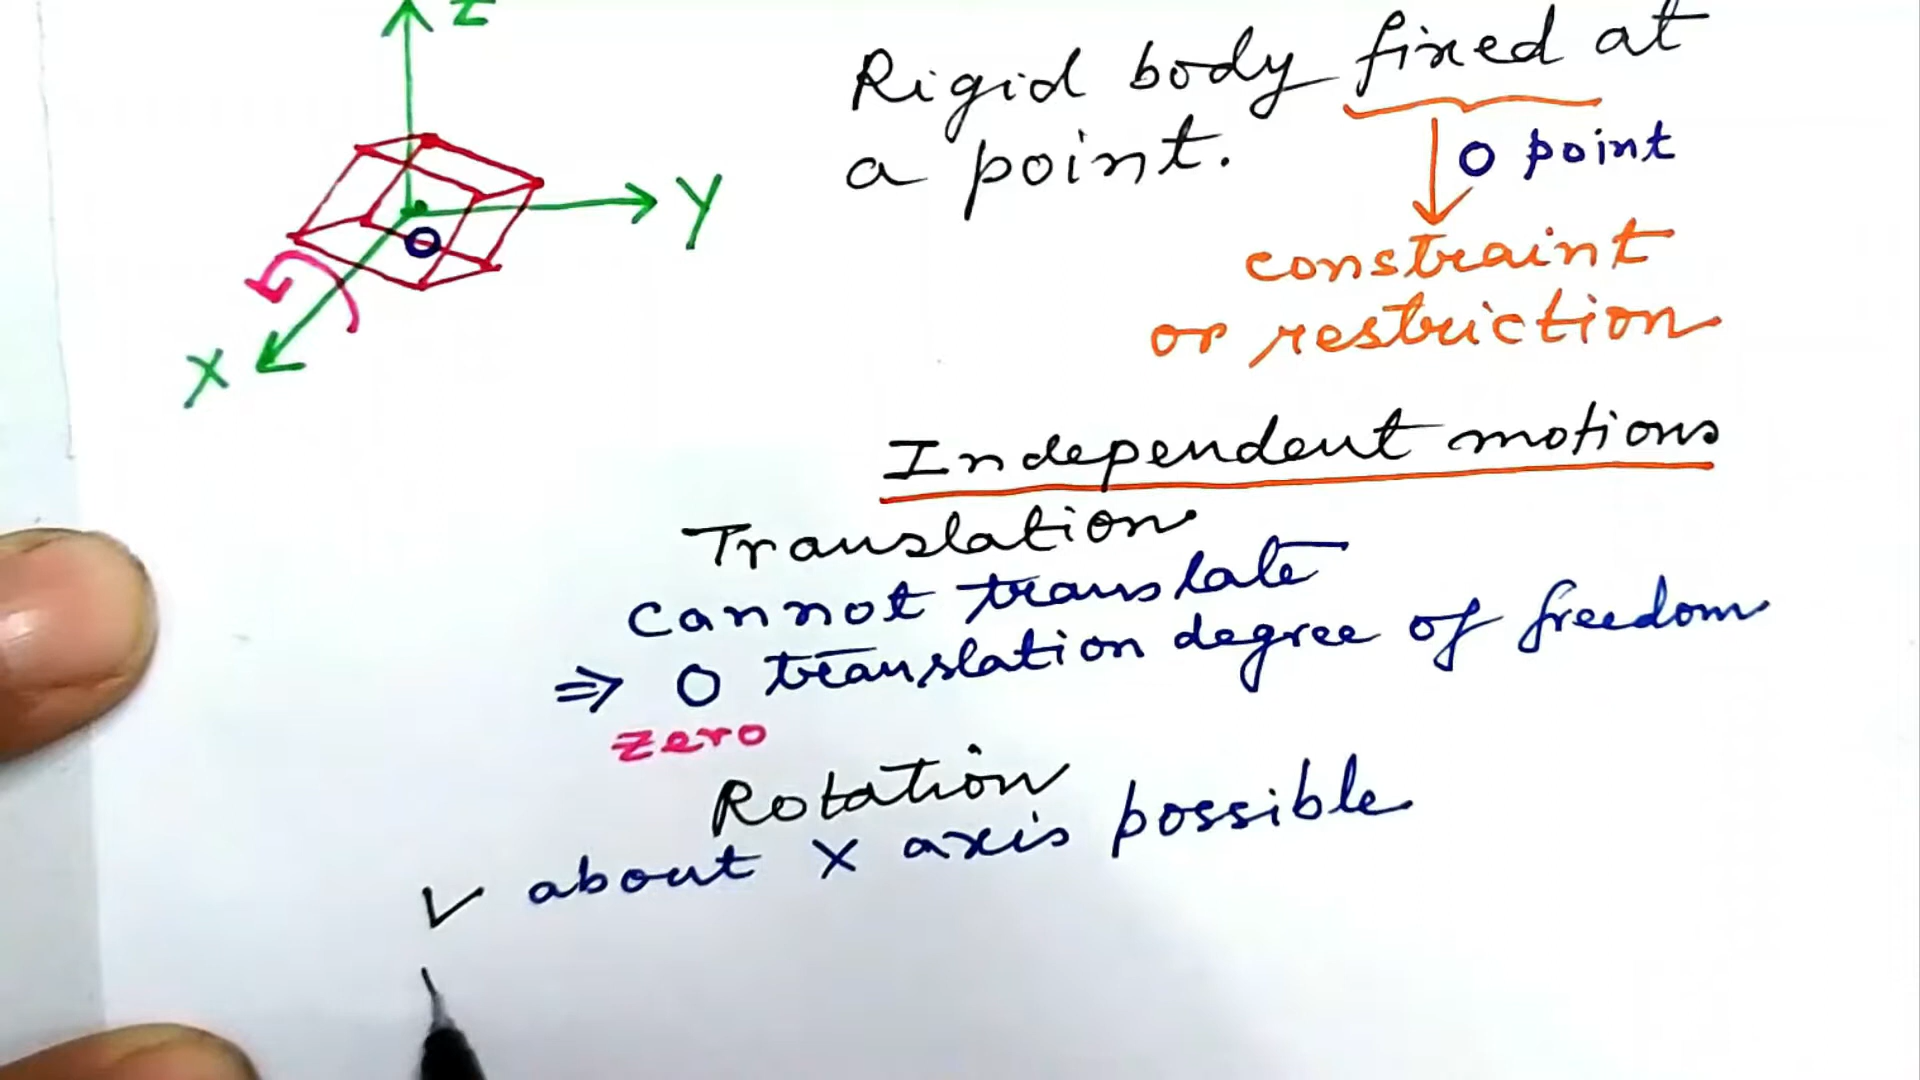 Z
Y
O
X
Rigid body fixed at
a point.
O point
constraint
or restriction
Independent motions
Translation
cannot translate
⇒ 0 translation degree of freedom
zero
Rotation
✓ about X axis possible